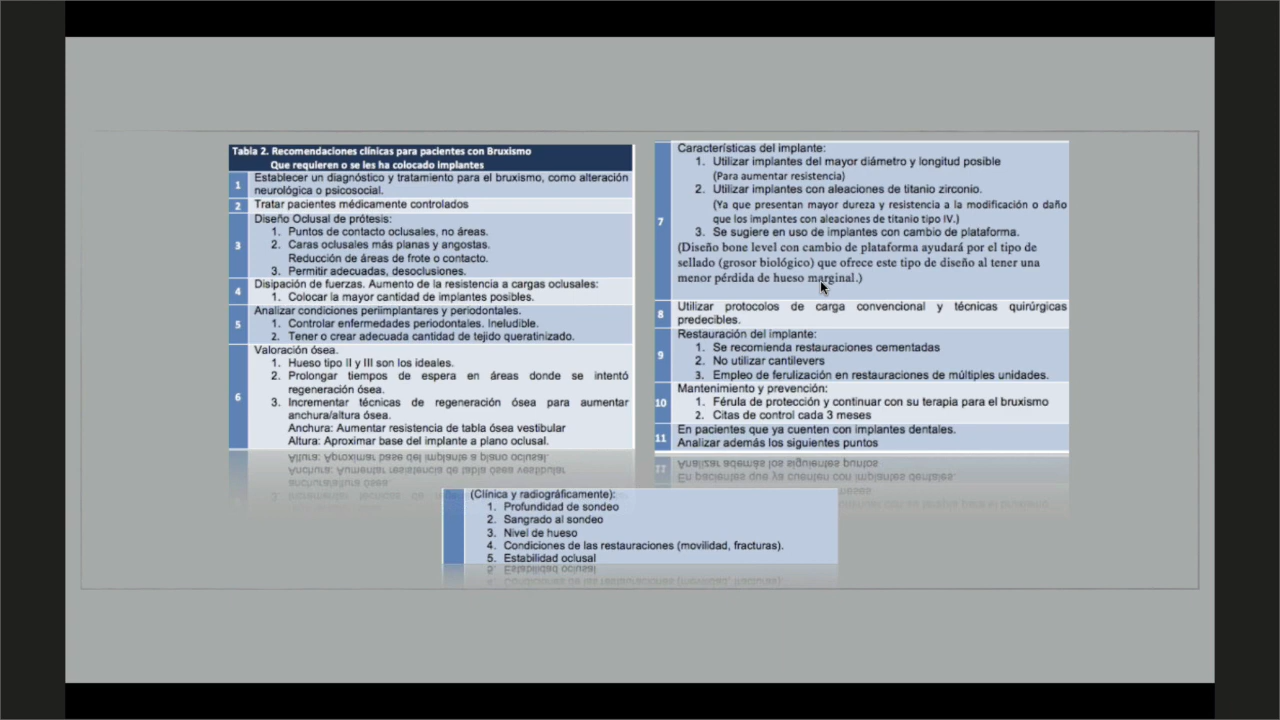 Tabla 2. Recomendaciones clínicas para pacientes con Bruxismo
Que requieren o se les ha colocado implantes
1 Establecer un diagnóstico y tratamiento para el bruxismo, como alteración
neurológica o psicosocial.
2 Tratar pacientes médicamente controlados
3 Diseño Oclusal de prótesis:
1. Puntos de contacto oclusales, no áreas.
2. Caras oclusales más planas y angostas.
Reducción de áreas de frote o contacto.
3. Permitir adecuadas, desoclusiones.
4 Disipación de fuerzas. Aumento de la resistencia a cargas oclusales:
1. Colocar la mayor cantidad de implantes posibles.
5 Analizar condiciones periimplantares y periodontales.
1. Controlar enfermedades periodontales. Ineludible.
2. Tener o crear adecuada cantidad de tejido queratinizado.
6 Valoración ósea.
1. Hueso tipo II y III son los ideales.
2. Prolongar tiempos de espera en áreas donde se intentó
regeneración ósea.
3. Incrementar técnicas de regeneración ósea para aumentar
anchura/altura ósea.
Anchura: Aumentar resistencia de tabla ósea vestibular
Altura: Aproximar base del implante a plano oclusal.
7 Características del implante:
1. Utilizar implantes del mayor diámetro y longitud posible
(Para aumentar resistencia)
2. Utilizar implantes con aleaciones de titanio zirconio.
(Ya que presentan mayor dureza y resistencia a la modificación o daño
que los implantes con aleaciones de titanio tipo IV.)
3. Se sugiere en uso de implantes con cambio de plataforma.
(Diseño bone level con cambio de plataforma ayudará por el tipo de
sellado (grosor biológico) que ofrece este tipo de diseño al tener una
menor pérdida de hueso marginal.)
8 Utilizar protocolos de carga convencional y técnicas quirúrgicas
predecibles.
9 Restauración del implante:
1. Se recomienda restauraciones cementadas
2. No utilizar cantilevers
3. Empleo de ferulización en restauraciones de múltiples unidades.
10 Mantenimiento y prevención:
1. Férula de protección y continuar con su terapia para el bruxismo
2. Citas de control cada 3 meses
11 En pacientes que ya cuenten con implantes dentales.
Analizar además los siguientes puntos
(Clínica y radiográficamente):
1. Profundidad de sondeo
2. Sangrado al sondeo
3. Nivel de hueso
4. Condiciones de las restauraciones (movilidad, fracturas).
5. Estabilidad oclusal